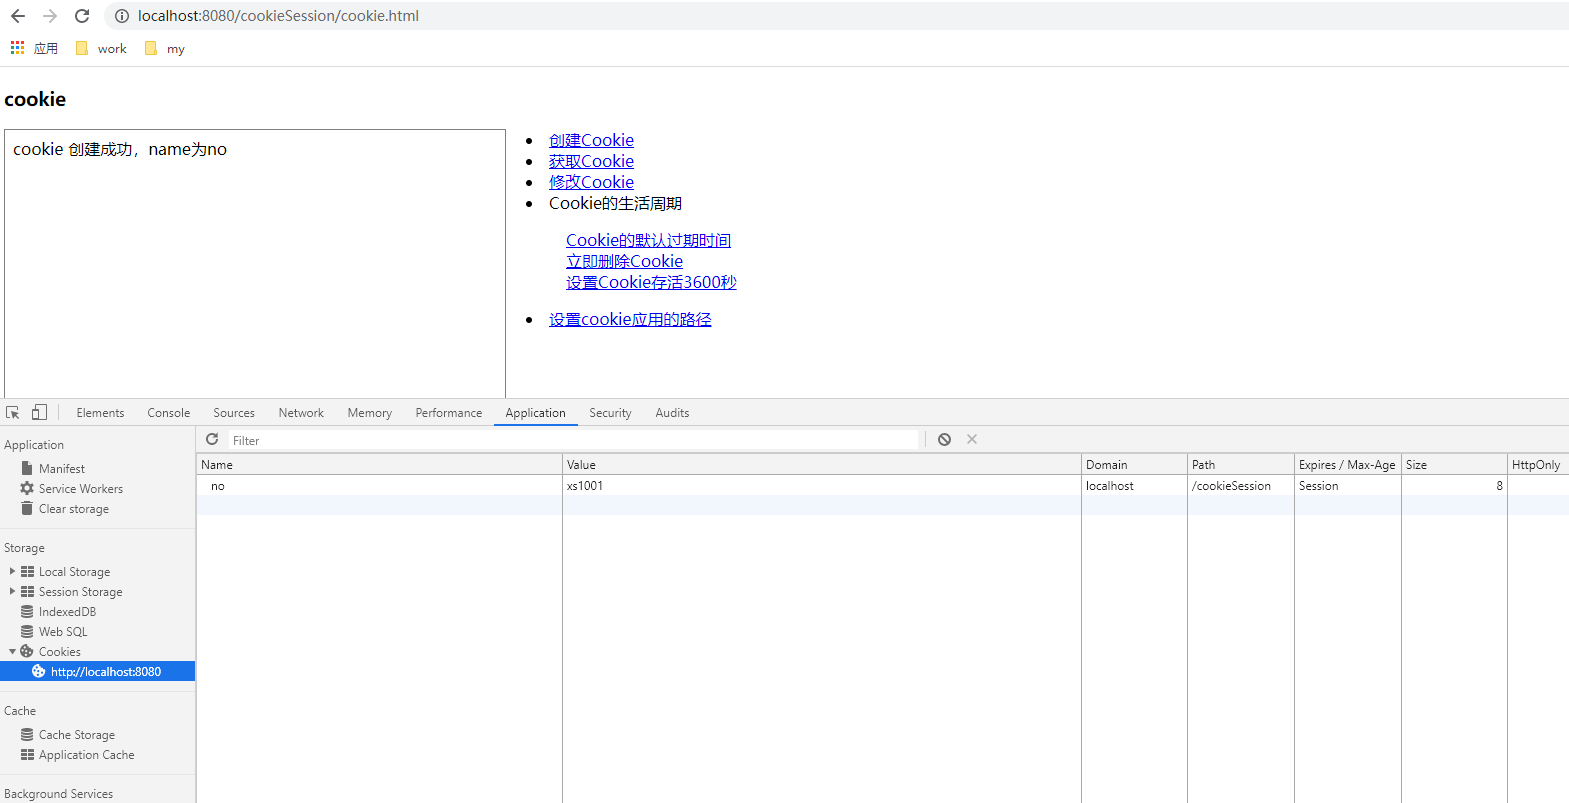 localhost:8080/cookieSession/cookie.html
应用 work my
cookie
cookie 创建成功，name为no
创建Cookie
获取Cookie
修改Cookie
Cookie的生活周期
Cookie的默认过期时间
立即删除Cookie
设置Cookie存活3600秒
设置cookie应用的路径
Elements Console Sources Network Memory Performance Application Security Audits
Application
Manifest
Service Workers
Clear storage
Storage
Local Storage
Session Storage
IndexedDB
Web SQL
Cookies
http://localhost:8080
Cache
Cache Storage
Application Cache
Background Services
Filter
Name Value Domain Path Expires / Max-Age Size HttpOnly
no xs1001 localhost /cookieSession Session 8